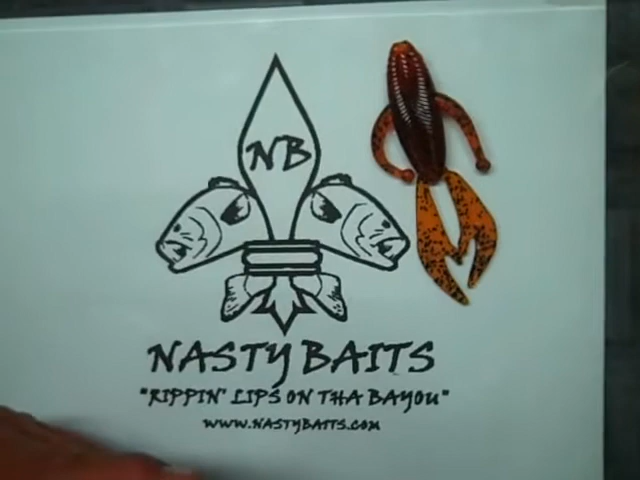 NB
NASTY BAITS
"RIPPIN' LIPS ON THA BAYOU"
WWW.NASTYBAITS.COM